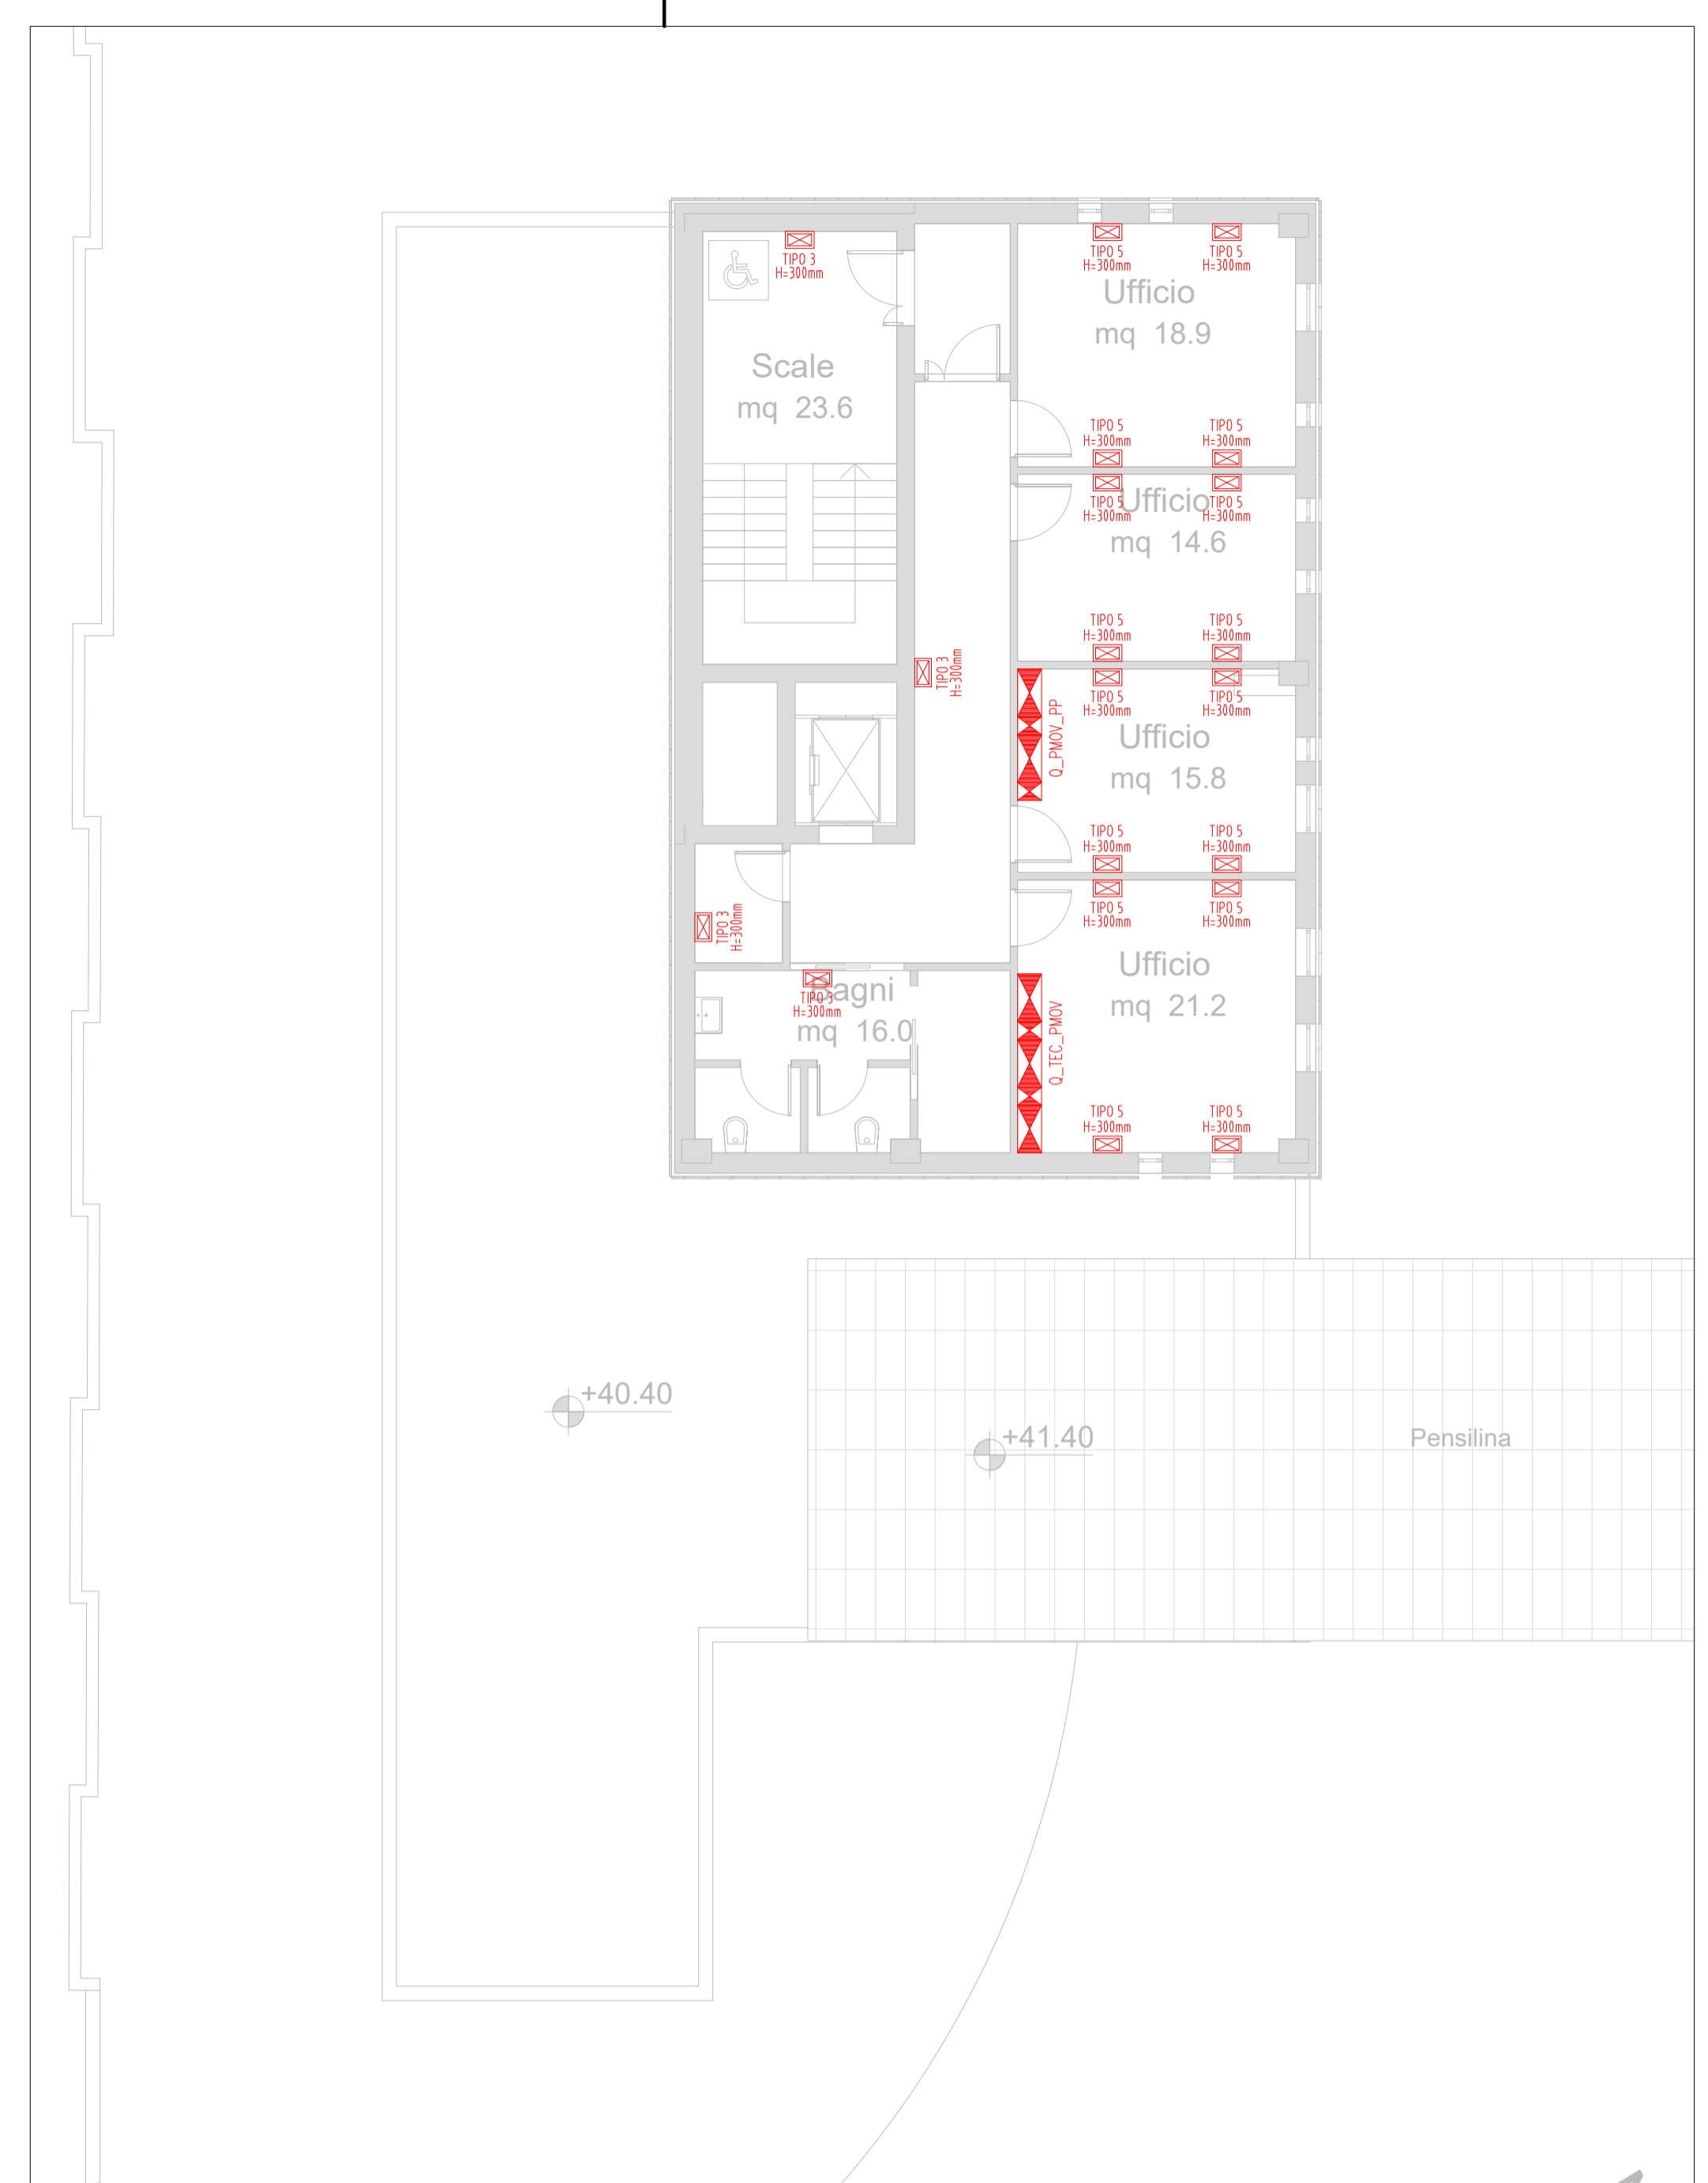 TIPO 3
H=300mm
TIPO 5
H=300mm
TIPO 5
H=300mm
Ufficio
mq 18.9
Scale
mq 23.6
TIPO 5
H=300mm
TIPO 5
H=300mm
TIPO 5
H=300mm
TIPO 5
H=300mm
Ufficio
mq 14.6
TIPO 5
H=300mm
TIPO 5
H=300mm
TIPO 3
H=300mm
TIPO 5
H=300mm
TIPO 5
H=300mm
Q_PMOV_PP
Ufficio
mq 15.8
TIPO 5
H=300mm
TIPO 5
H=300mm
TIPO 5
H=300mm
TIPO 5
H=300mm
TIPO 3
H=300mm
Ufficio
mq 21.2
Bagni
TIPO 3
H=300mm
mq 16.0
Q_TEC_PMOV
TIPO 5
H=300mm
TIPO 5
H=300mm
+40.40
+41.40
Pensilina